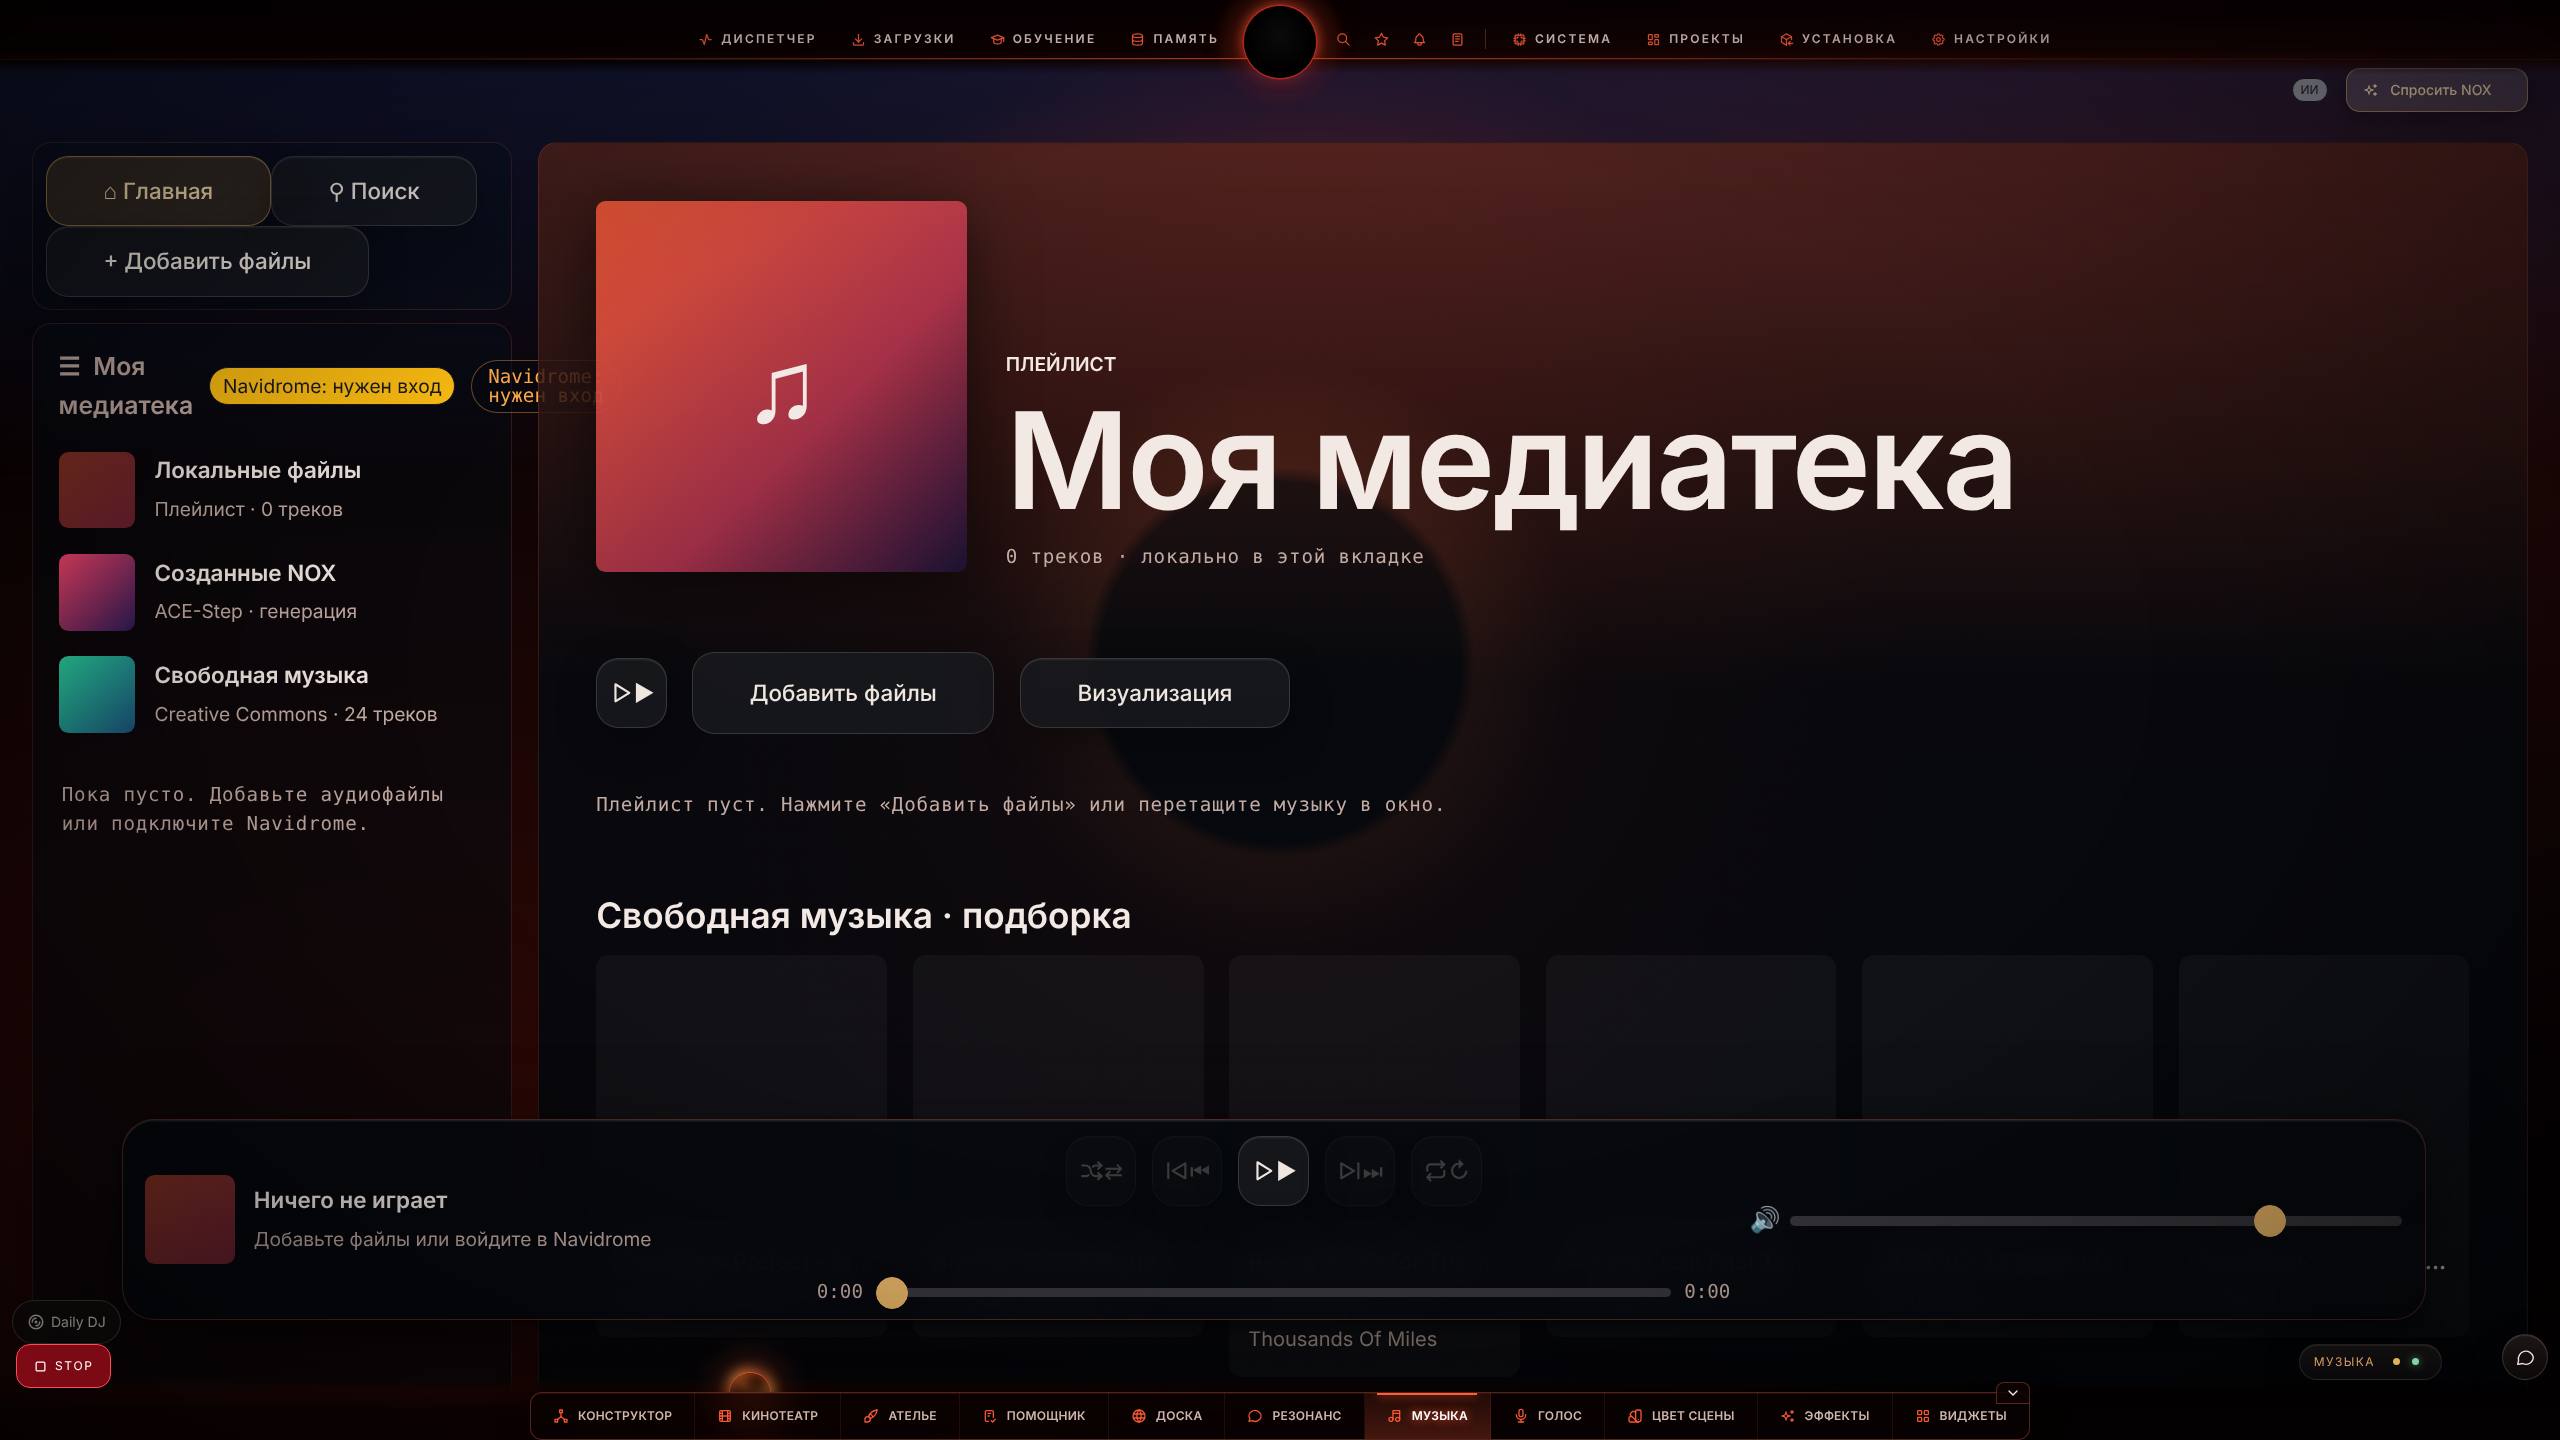 ДИСПЕТЧЕР ЗАГРУЗКИ ОБУЧЕНИЕ ПАМЯТЬ СИСТЕМА ПРОЕКТЫ УСТАНОВКА НАСТРОЙКИ
ИИ Спросить NOX
Главная Поиск
+ Добавить файлы
Моя
медиатека
Navidrome: нужен вход
Navidrome:
нужен вход
Локальные файлы
Плейлист · 0 треков
Созданные NOX
ACE-Step · генерация
Свободная музыка
Creative Commons · 24 треков
Пока пусто. Добавьте аудиофайлы
или подключите Navidrome.
ПЛЕЙЛИСТ
Моя медиатека
0 треков · локально в этой вкладке
Добавить файлы Визуализация
Плейлист пуст. Нажмите «Добавить файлы» или перетащите музыку в окно.
Свободная музыка · подборка
Ничего не играет
Добавьте файлы или войдите в Navidrome
0:00 0:00
...
Thousands Of Miles
Daily DJ
STOP
МУЗЫКА
КОНСТРУКТОР КИНОТЕАТР АТЕЛЬЕ ПОМОЩНИК ДОСКА РЕЗОНАНС МУЗЫКА ГОЛОС ЦВЕТ СЦЕНЫ ЭФФЕКТЫ ВИДЖЕТЫ